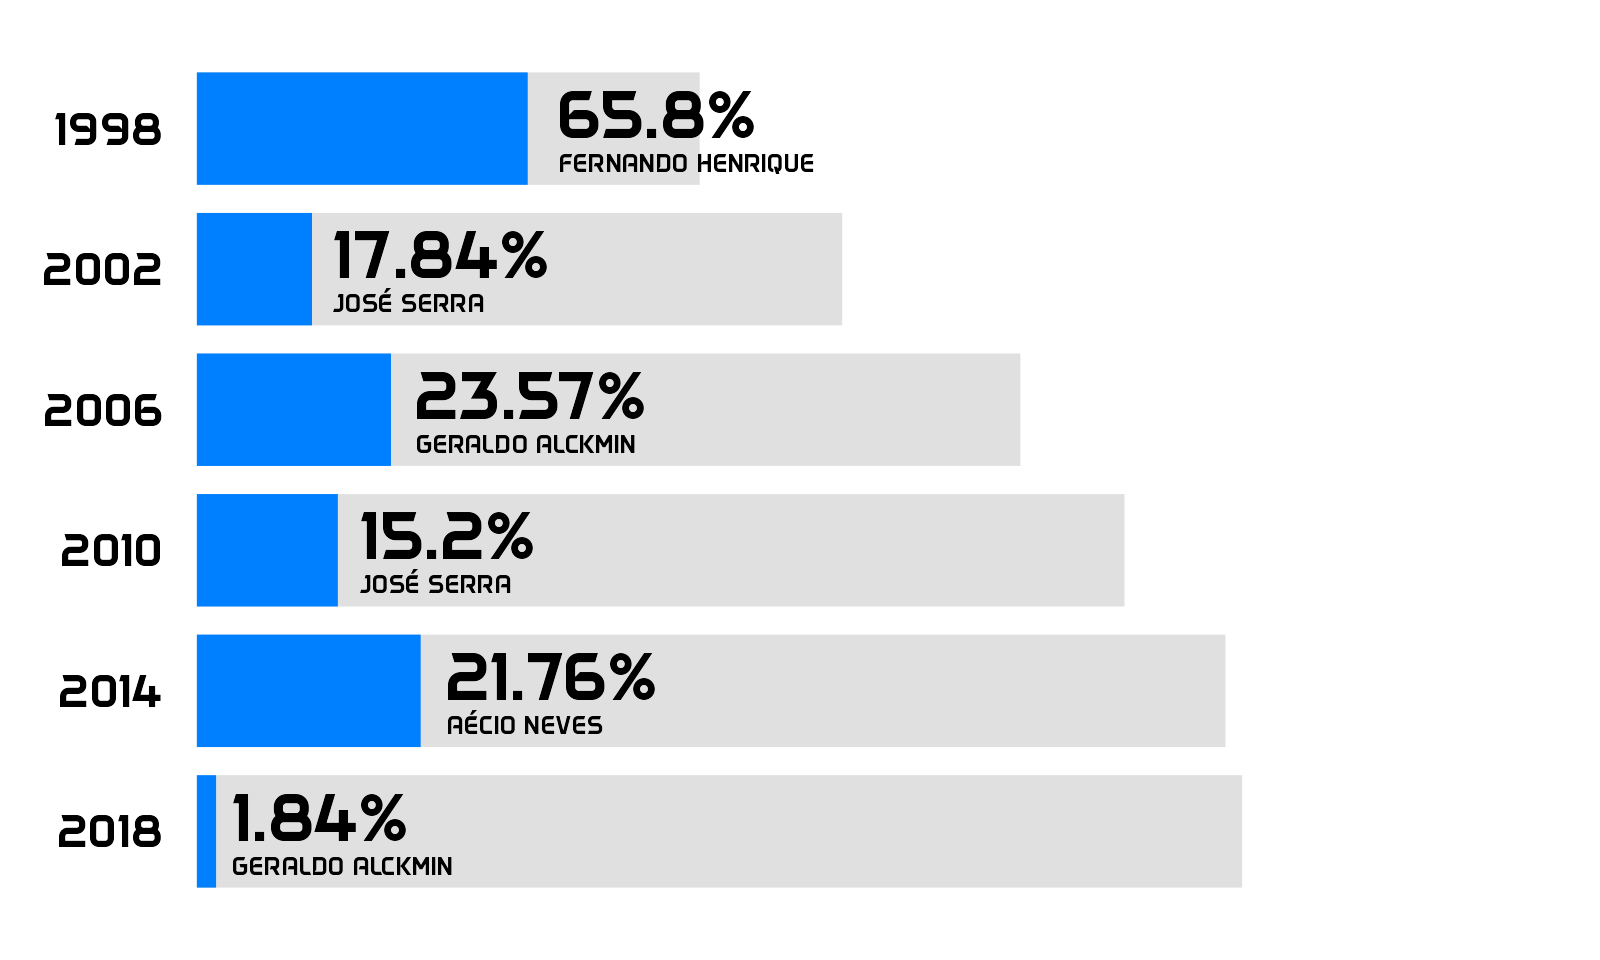 1998
65.8%
FERNANDO HENRIQUE
2002
17.84%
JOSÉ SERRA
2006
23.57%
GERALDO ALCKMIN
2010
15.2%
JOSÉ SERRA
2014
21.76%
AÉCIO NEVES
2018
1.84%
GERALDO ALCKMIN